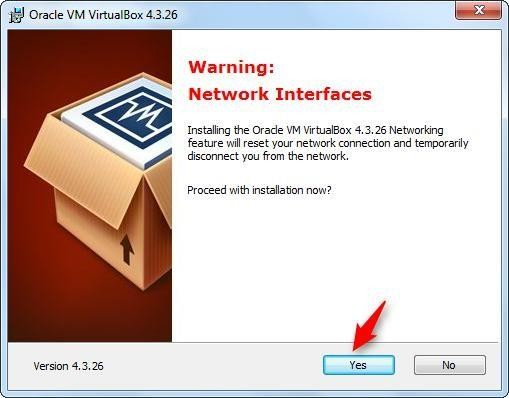 Oracle VM VirtualBox 4.3.26
Warning:
Network Interfaces
Installing the Oracle VM VirtualBox 4.3.26 Networking
feature will reset your network connection and temporarily
disconnect you from the network.
Proceed with installation now?
Version 4.3.26
Yes
No